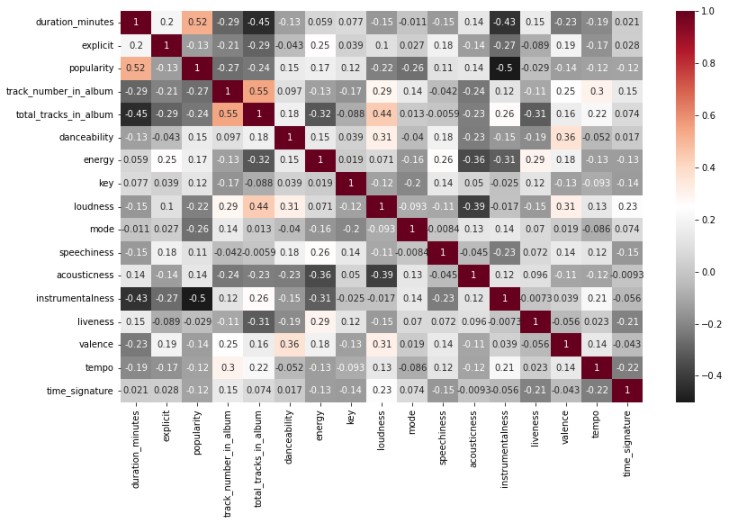 duration_minutes 1 0.2 0.52 -0.29 -0.45 -0.13 0.059 0.077 -0.15 -0.011 -0.15 0.14 -0.43 0.15 -0.23 -0.19 0.021
explicit 0.2 1 -0.13 -0.21 -0.29 -0.043 0.25 0.039 0.1 0.027 0.18 -0.14 -0.27 -0.089 0.19 -0.17 0.028
popularity 0.52 -0.13 1 -0.27 -0.24 0.15 0.17 0.12 -0.22 -0.26 0.11 0.14 -0.5 -0.029 -0.14 -0.12 -0.12
track_number_in_album -0.29 -0.21 -0.27 1 0.55 0.097 -0.13 -0.17 0.29 0.14 -0.042 -0.24 0.12 -0.11 0.25 0.3 0.15
total_tracks_in_album -0.45 -0.29 -0.24 0.55 1 0.18 -0.32 -0.088 0.44 0.013 -0.0059 -0.23 0.26 -0.31 0.16 0.22 0.074
danceability -0.13 -0.043 0.15 0.097 0.18 1 0.15 0.039 0.31 -0.04 0.18 -0.23 -0.15 -0.19 0.36 -0.052 0.017
energy 0.059 0.25 0.17 -0.13 -0.32 0.15 1 0.019 0.071 -0.16 0.26 -0.36 -0.31 0.29 0.18 -0.13 -0.13
key 0.077 0.039 0.12 -0.17 -0.088 0.039 0.019 1 -0.12 -0.2 0.14 0.05 -0.025 0.12 -0.13 -0.093 -0.14
loudness -0.15 0.1 -0.22 0.29 0.44 0.31 0.071 -0.12 1 -0.093 -0.11 -0.39 -0.017 -0.15 0.31 0.13 0.23
mode -0.011 0.027 -0.26 0.14 0.013 -0.04 -0.16 -0.2 -0.093 1 -0.0084 0.13 0.14 0.07 0.019 -0.086 0.074
speechiness -0.15 0.18 0.11 -0.042 -0.0059 0.18 0.26 0.14 -0.11 -0.0084 1 -0.045 -0.23 0.072 0.14 0.12 -0.15
acousticness 0.14 -0.14 0.14 -0.24 -0.23 -0.23 -0.36 0.05 -0.39 0.13 -0.045 1 0.12 0.096 -0.11 -0.12 -0.0093
instrumentalness -0.43 -0.27 -0.5 0.12 0.26 -0.15 -0.31 -0.025 -0.017 0.14 -0.23 0.12 1 -0.0073 0.039 0.21 -0.056
liveness 0.15 -0.089 -0.029 -0.11 -0.31 -0.19 0.29 0.12 -0.15 0.07 0.072 0.096 -0.0073 1 -0.056 0.023 -0.21
valence -0.23 0.19 -0.14 0.25 0.16 0.36 0.18 -0.13 0.31 0.019 0.14 -0.11 0.039 -0.056 1 0.14 -0.043
tempo -0.19 -0.17 -0.12 0.3 0.22 -0.052 -0.13 -0.093 0.13 -0.086 0.12 -0.12 0.21 0.023 0.14 1 -0.22
time_signature 0.021 0.028 -0.12 0.15 0.074 0.017 -0.13 -0.14 0.23 0.074 -0.15 -0.0093 -0.056 -0.21 -0.043 -0.22 1
duration_minutes
explicit
popularity
track_number_in_album
total_tracks_in_album
danceability
energy
key
loudness
mode
speechiness
acousticness
instrumentalness
liveness
valence
tempo
time_signature
1.0
0.8
0.6
0.4
0.2
0.0
−0.2
−0.4